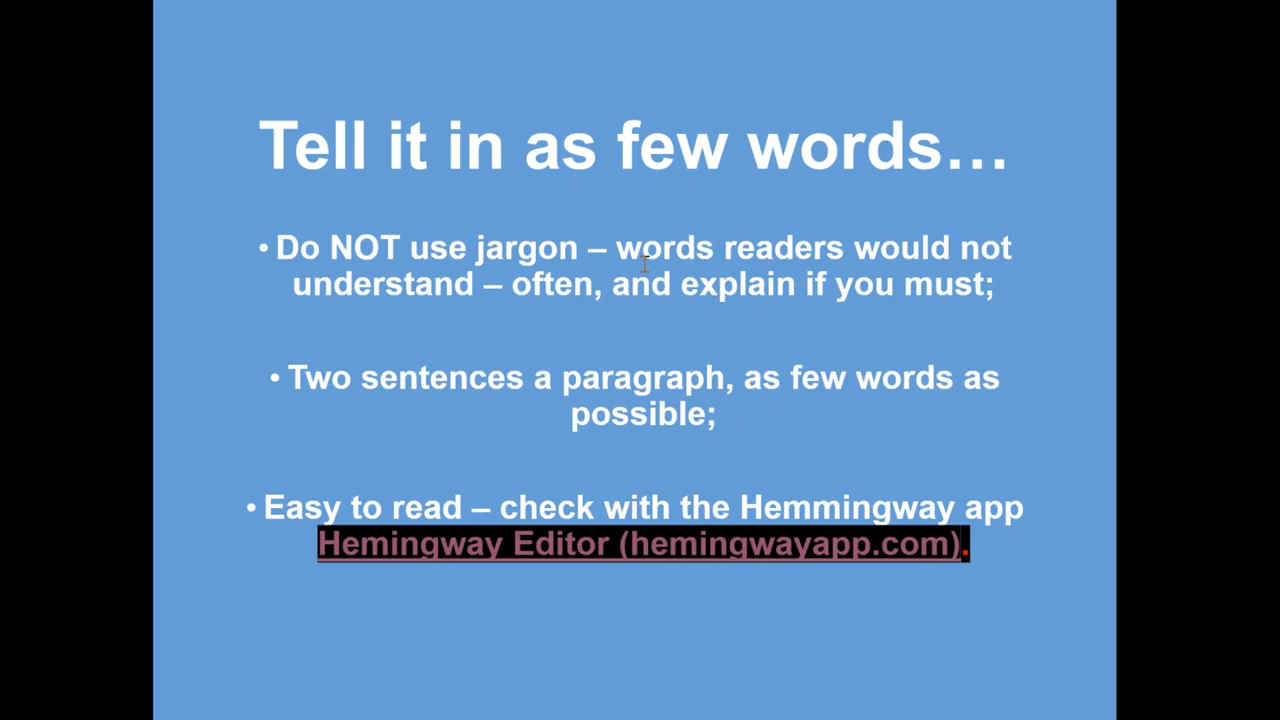 Tell it in as few words…
• Do NOT use jargon – words readers would not
understand – often, and explain if you must;
• Two sentences a paragraph, as few words as
possible;
• Easy to read – check with the Hemmingway app
Hemingway Editor (hemingwayapp.com).